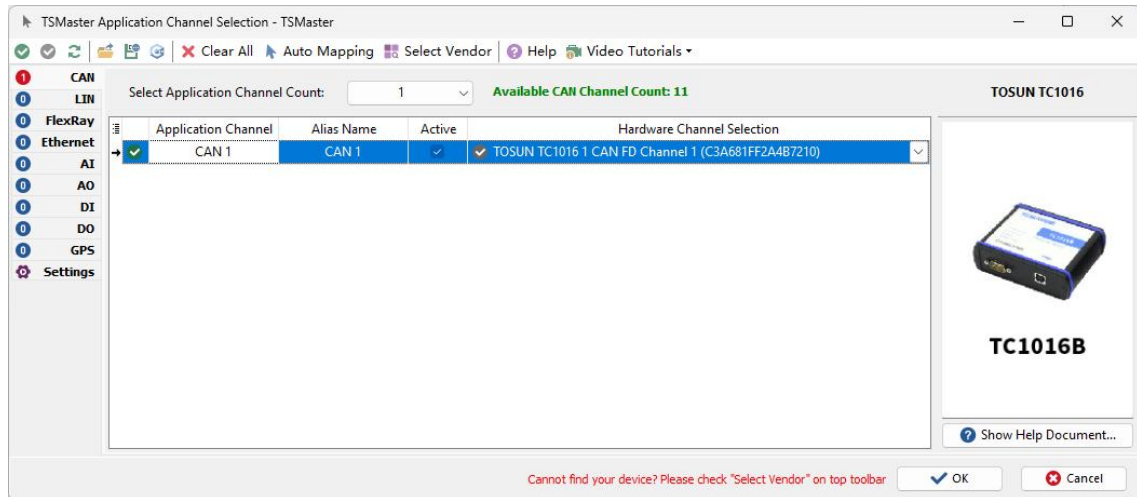 TSMaster Application Channel Selection - TSMaster
Clear All Auto Mapping Select Vendor Help Video Tutorials
1 CAN
0 LIN
0 FlexRay
0 Ethernet
0 AI
0 AO
0 DI
0 DO
0 GPS
Settings
Select Application Channel Count: 1 Available CAN Channel Count: 11
Application Channel Alias Name Active Hardware Channel Selection
CAN 1 CAN 1 TOSUN TC1016 1 CAN FD Channel 1 (C3A681FF2A4B7210)
TOSUN TC1016
TC1016B
Show Help Document...
Cannot find your device? Please check "Select Vendor" on top toolbar OK Cancel